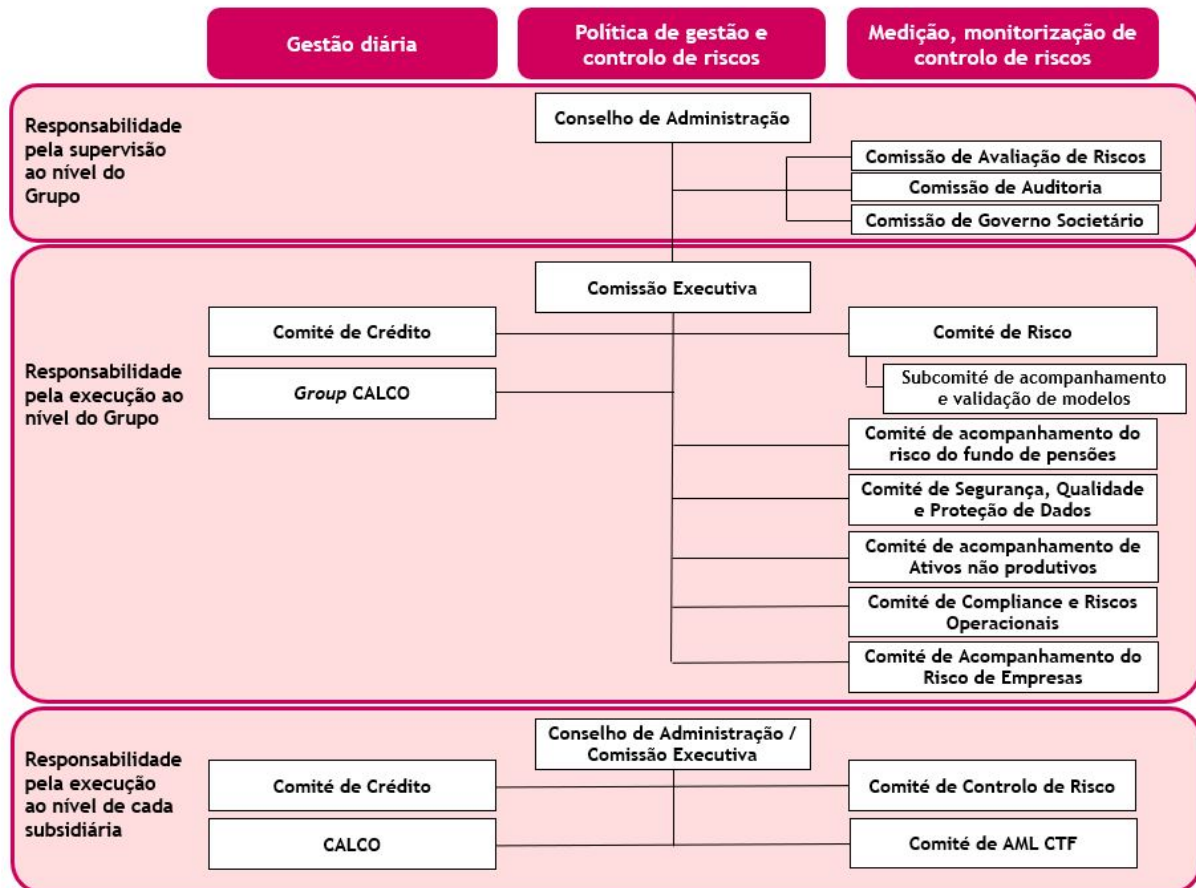 Gestão diária
Política de gestão e
controlo de riscos
Medição, monitorização de
controlo de riscos
Responsabilidade
pela supervisão
ao nível do
Grupo
Conselho de Administração
Comissão de Avaliação de Riscos
Comissão de Auditoria
Comissão de Governo Societário
Responsabilidade
pela execução ao
nível do Grupo
Comissão Executiva
Comité de Crédito
Group CALCO
Comité de Risco
Subcomité de acompanhamento
e validação de modelos
Comité de acompanhamento do
risco do fundo de pensões
Comité de Segurança, Qualidade
e Proteção de Dados
Comité de acompanhamento de
Ativos não produtivos
Comité de Compliance e Riscos
Operacionais
Comité de Acompanhamento do
Risco de Empresas
Responsabilidade
pela execução
ao nível de cada
subsidiária
Conselho de Administração /
Comissão Executiva
Comité de Crédito
CALCO
Comité de Controlo de Risco
Comité de AML CTF